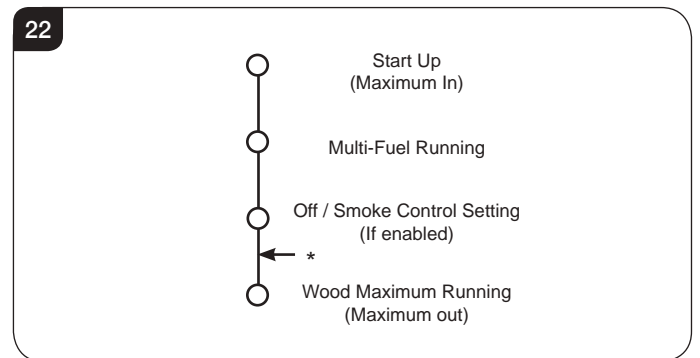 22
Start Up
(Maximum In)
Multi-Fuel Running
Off / Smoke Control Setting
(If enabled)
*
Wood Maximum Running
(Maximum out)